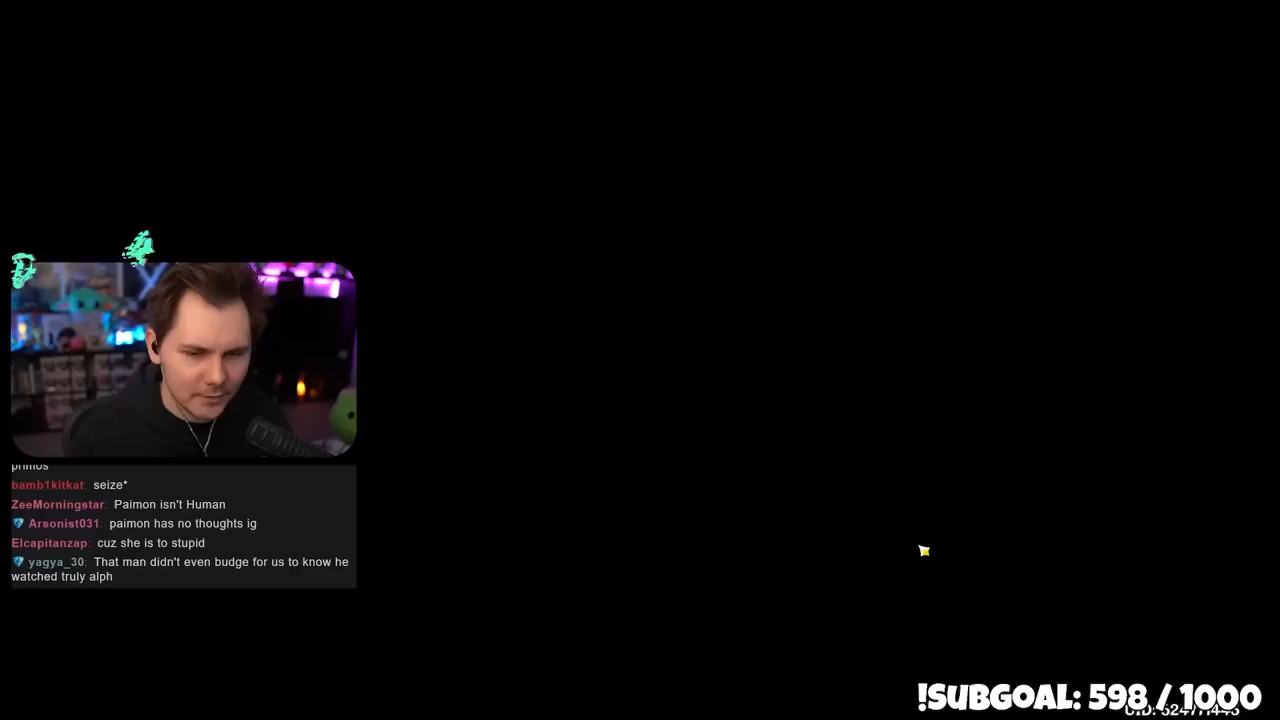 primos
bamb1kitkat: seize*
ZeeMorningstar: Paimon isn't Human
Arsonist031: paimon has no thoughts ig
Elcapitanzap: cuz she is to stupid
yagya_30: That man didn't even budge for us to know he
watched truly alph
!SUBGOAL: 598 / 1000